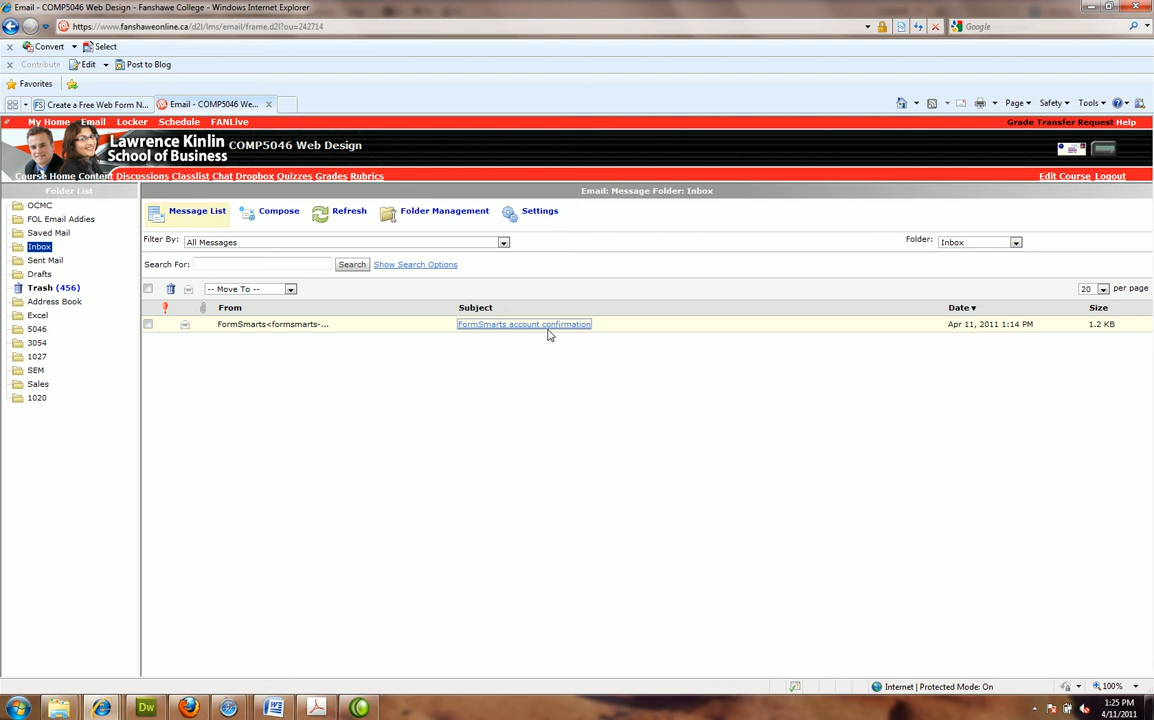 Email - COMP5046 Web Design - Fanshawe College - Windows Internet Explorer
https://www.fanshaweonline.ca/d2l/lms/email/frame.d2l?ou=242714
Google
Convert Select
Contribute Edit Post to Blog
Favorites
Create a Free Web Form N... Email - COMP5046 We... Page Safety Tools
My Home Email Locker Schedule FANLive Grade Transfer Request Help
Lawrence Kinlin
School of Business
COMP5046 Web Design
Course Home Content Discussions Classlist Chat Dropbox Quizzes Grades Rubrics Edit Course Logout
Folder List
Email: Message Folder: Inbox
OCMC
FOL Email Addies
Saved Mail
Inbox
Sent Mail
Drafts
Trash (456)
Address Book
Excel
5046
3054
1027
SEM
Sales
1020
Message List Compose Refresh Folder Management Settings
Filter By: All Messages Folder: Inbox
Search For: Search Show Search Options
-- Move To -- 20 per page
From Subject Date Size
FormSmarts<formsmarts-... FormSmarts account confirmation Apr 11, 2011 1:14 PM 1.2 KB
Internet | Protected Mode: On 100%
Dw
1:25 PM
4/11/2011